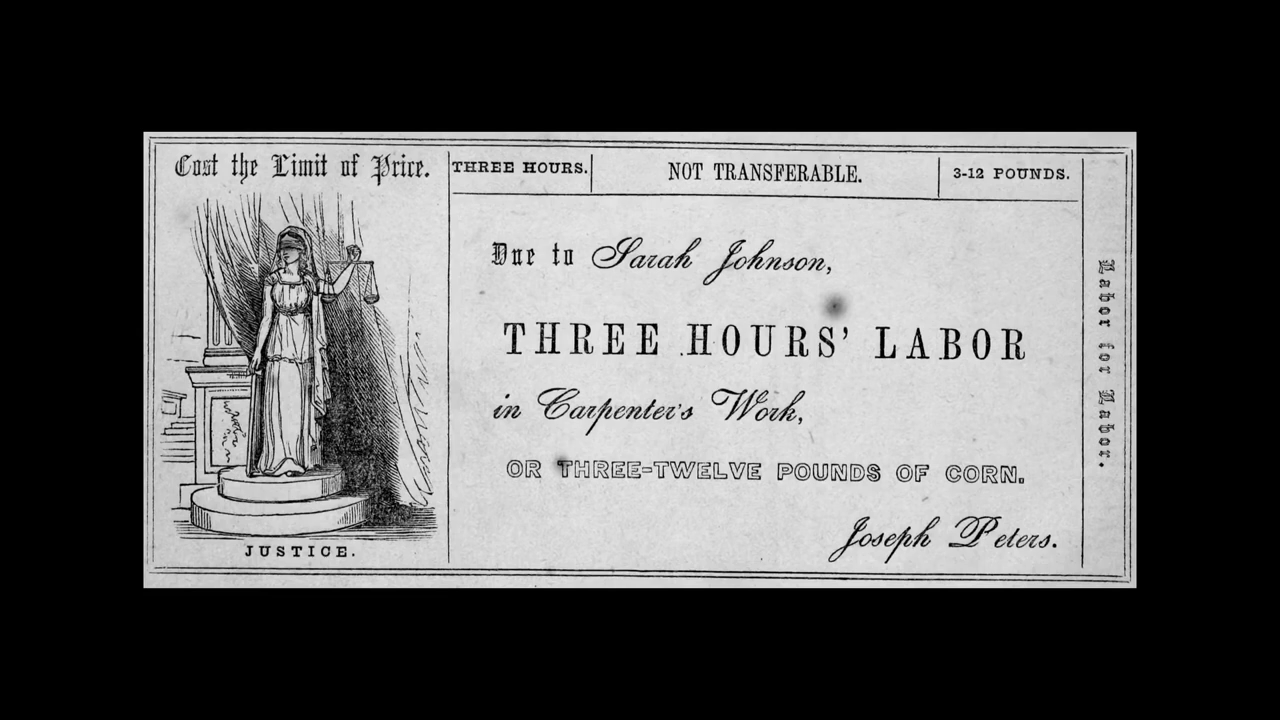 Cost the Limit of Price.
JUSTICE.
THREE HOURS.
NOT TRANSFERABLE.
3-12 POUNDS.
Due to Sarah Johnson,
THREE HOURS' LABOR
in Carpenter's Work,
OR THREE-TWELVE POUNDS OF CORN.
Joseph Peters.
Labor for Labor.